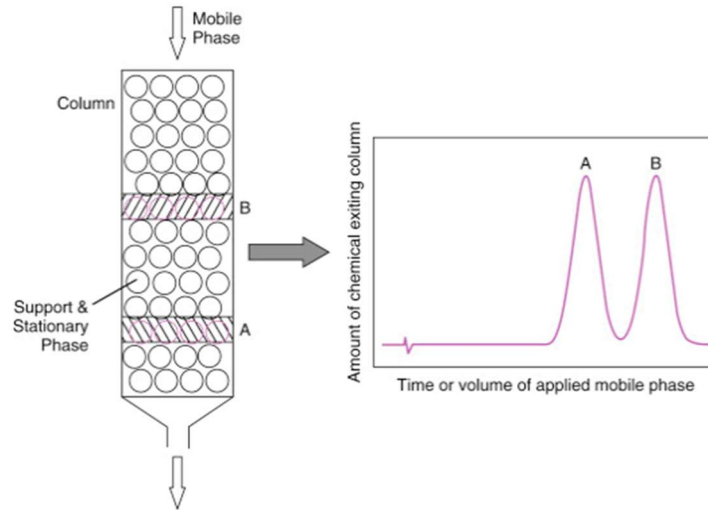 Mobile
Phase
Column
B
Support &
Stationary
Phase
A
Amount of chemical exiting column
A
B
Time or volume of applied mobile phase